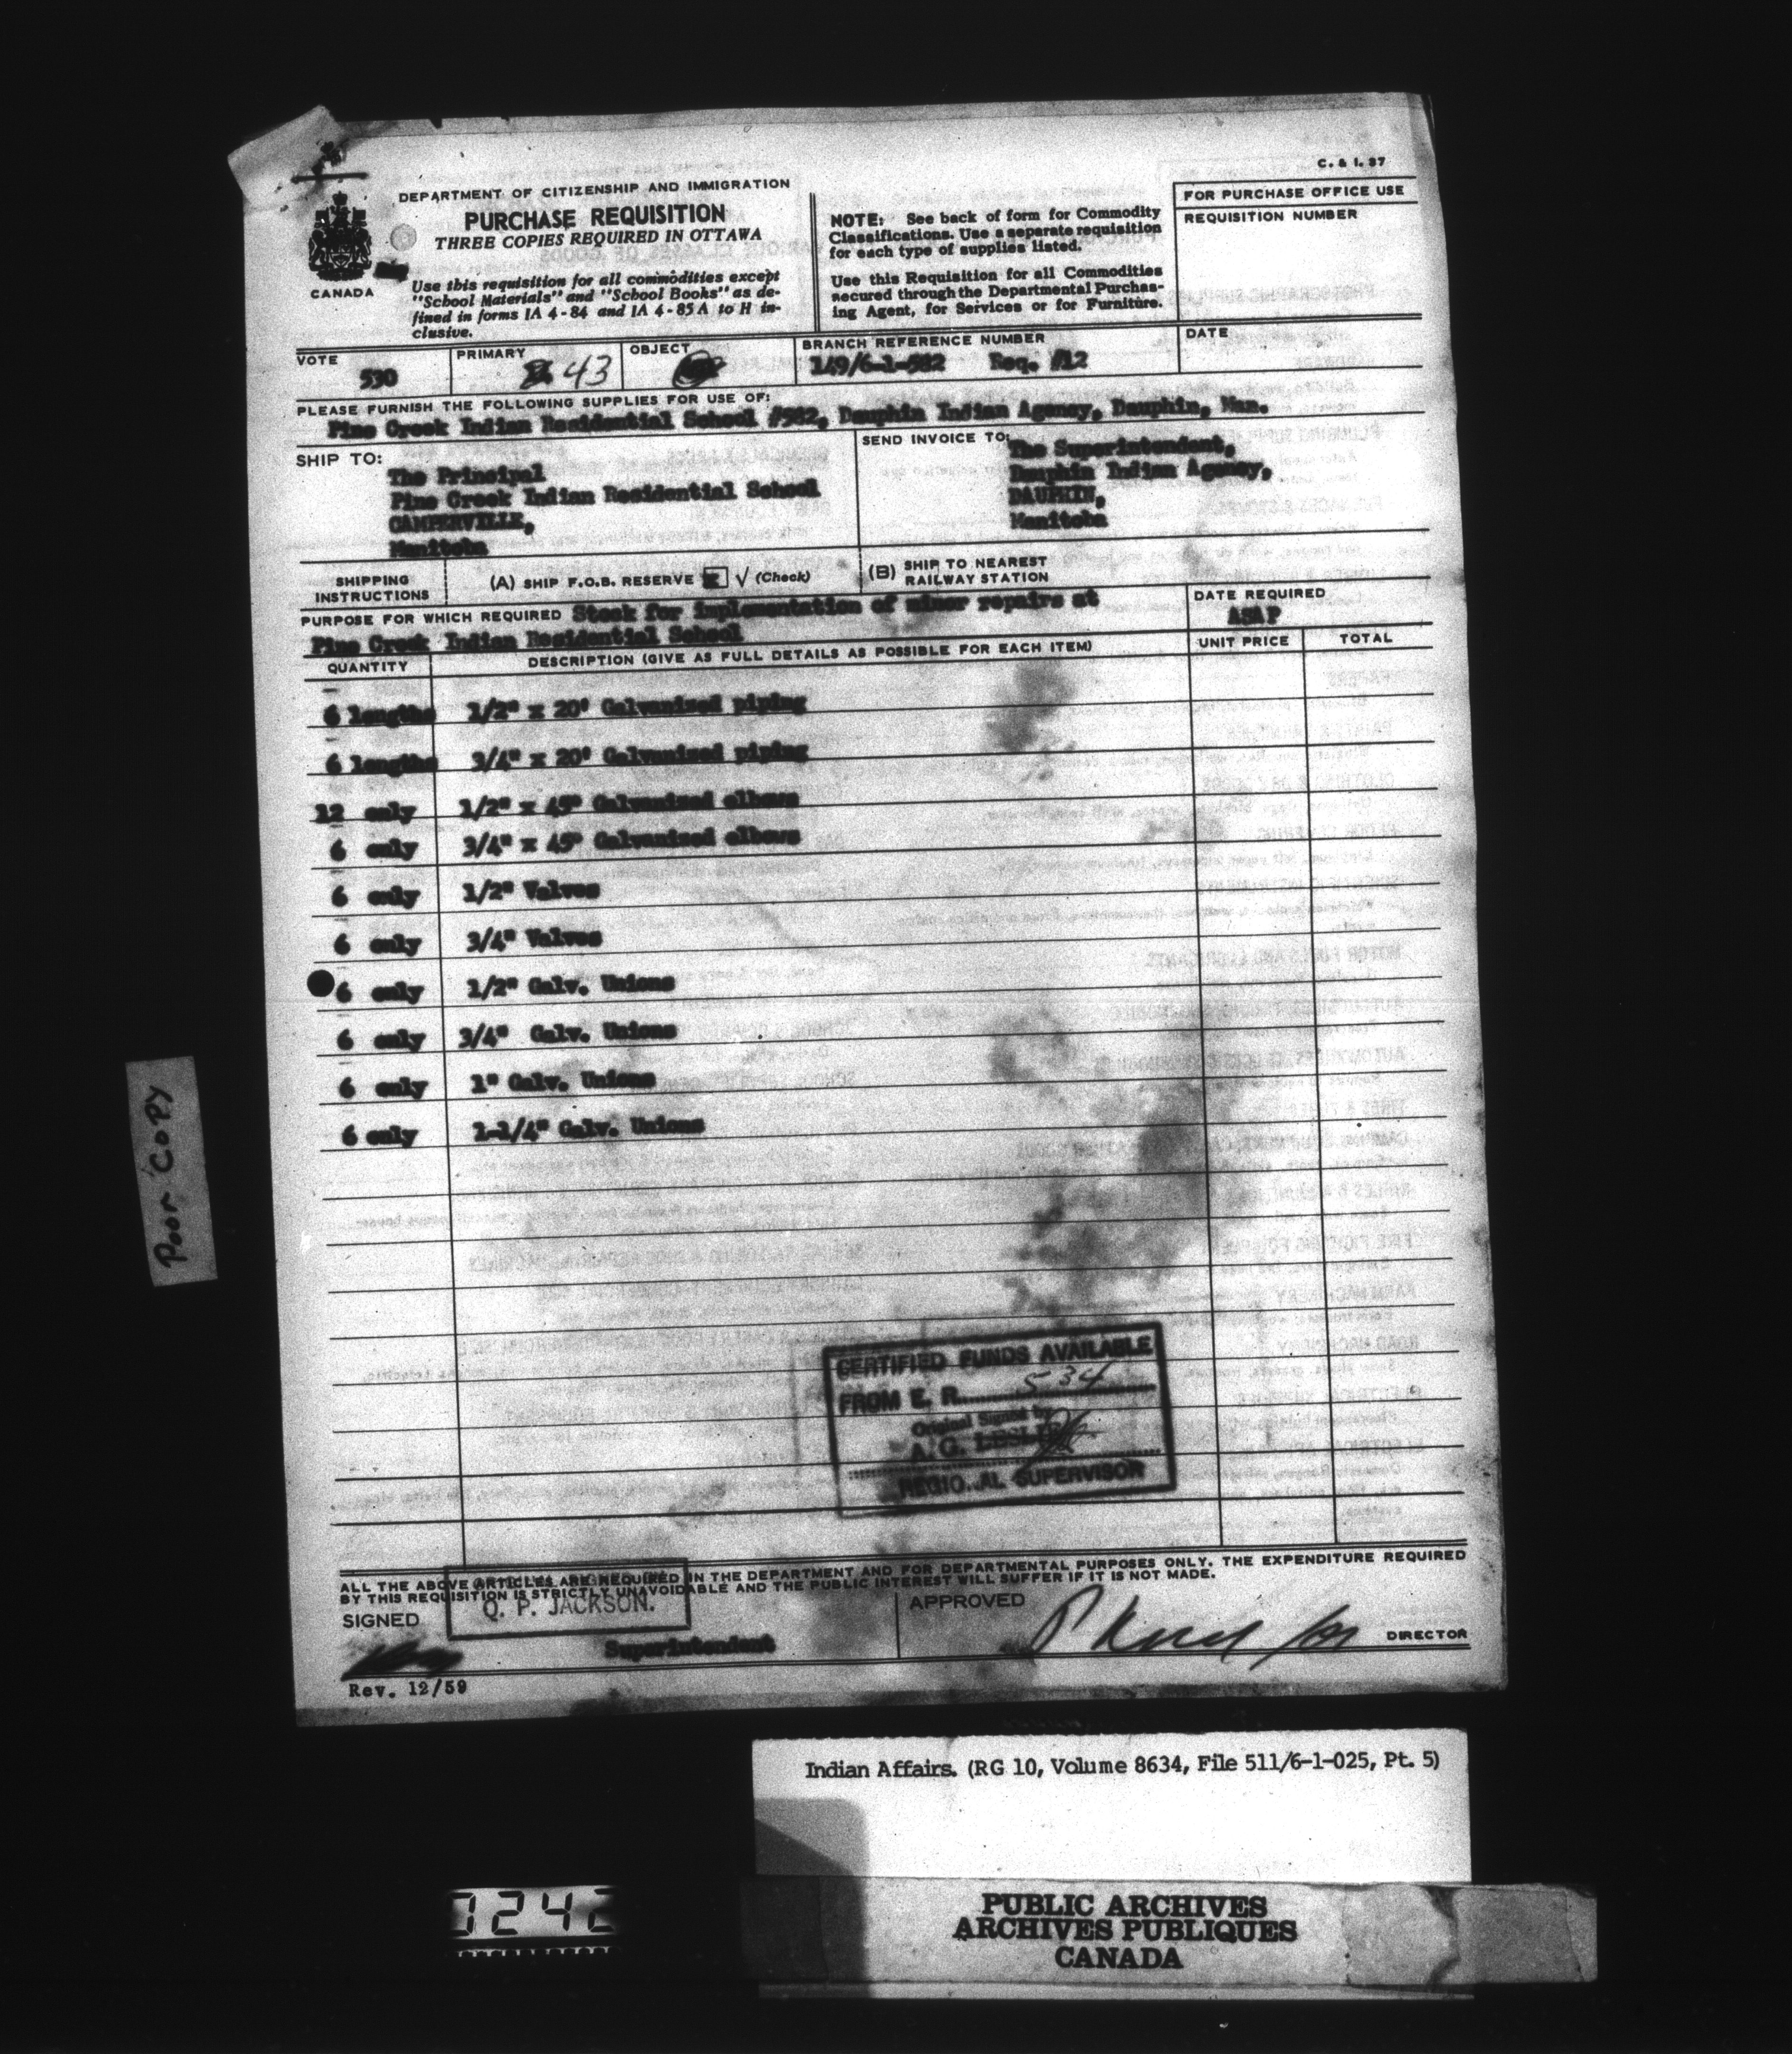 C. & I. 37
DEPARTMENT OF CITIZENSHIP AND IMMIGRATION
PURCHASE REQUISITION
THREE COPIES REQUIRED IN OTTAWA
CANADA
Use this requisition for all commodities except
"School Materials" and "School Books" as de-
fined in forms IA 4-84 and IA 4-85A to H in-
clusive.
NOTE: See back of form for Commodity
Classifications. Use a separate requisition
for each type of supplies listed.
Use this Requisition for all Commodities
secured through the Departmental Purchas-
ing Agent, for Services or for Furniture.
FOR PURCHASE OFFICE USE
REQUISITION NUMBER
VOTE
530
PRIMARY
43
OBJECT
BRANCH REFERENCE NUMBER
149/6-1-582 Req. #12
DATE
PLEASE FURNISH THE FOLLOWING SUPPLIES FOR USE OF:
Pine Creek Indian Residential School #582, Dauphin Indian Agency, Dauphin, Man.
SHIP TO:
The Principal
Pine Creek Indian Residential School
CAMPERVILLE,
Manitoba
SEND INVOICE TO:
The Superintendent,
Dauphin Indian Agency,
DAUPHIN,
Manitoba
SHIPPING
INSTRUCTIONS
(A) SHIP F.O.B. RESERVE √ (Check)
(B) SHIP TO NEAREST
RAILWAY STATION
PURPOSE FOR WHICH REQUIRED Stock for implementation of minor repairs at
Pine Creek Indian Residential School
DATE REQUIRED
ASAP
QUANTITY DESCRIPTION (GIVE AS FULL DETAILS AS POSSIBLE FOR EACH ITEM) UNIT PRICE TOTAL
6 lengths 1/2" x 20' Galvanized piping
6 lengths 3/4" x 20' Galvanized piping
12 only 1/2" x 45° Galvanized elbows
6 only 3/4" x 45° Galvanized elbows
6 only 1/2" Valves
6 only 3/4" Valves
6 only 1/2" Galv. Unions
6 only 3/4" Galv. Unions
6 only 1" Galv. Unions
6 only 1-1/4" Galv. Unions
CERTIFIED FUNDS AVAILABLE
FROM E. R. 534
Original Signed by
A. G. LESLIE
REGIONAL SUPERVISOR
ALL THE ABOVE ARTICLES ARE REQUIRED IN THE DEPARTMENT AND FOR DEPARTMENTAL PURPOSES ONLY. THE EXPENDITURE REQUIRED
BY THIS REQUISITION IS STRICTLY UNAVOIDABLE AND THE PUBLIC INTEREST WILL SUFFER IF IT IS NOT MADE.
SIGNED
Q. P. JACKSON.
Superintendent
APPROVED
DIRECTOR
Rev. 12/59
Poor Copy
Indian Affairs. (RG 10, Volume 8634, File 511/6-1-025, Pt. 5)
PUBLIC ARCHIVES
ARCHIVES PUBLIQUES
CANADA